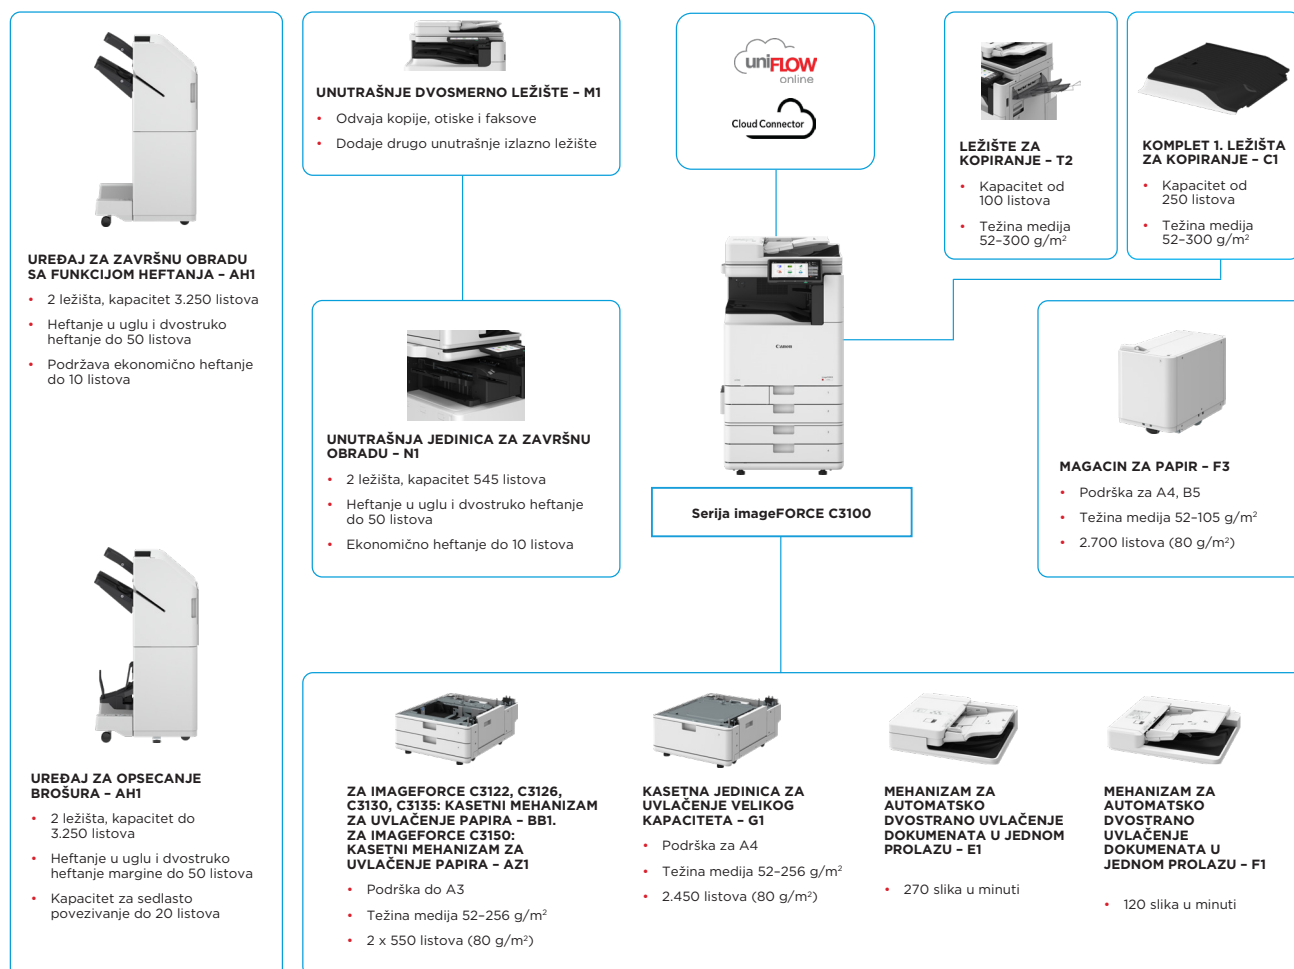 UREĐAJ ZA ZAVRŠNU OBRADU
SA FUNKCIJOM HEFTANJA – AH1
• 2 ležišta, kapacitet 3.250 listova
• Heftanje u uglu i dvostruko
heftanje do 50 listova
• Podržava ekonomično heftanje
do 10 listova
UREĐAJ ZA OPSECANJE
BROŠURA – AH1
• 2 ležišta, kapacitet do
3.250 listova
• Heftanje u uglu i dvostruko
heftanje margine do 50 listova
• Kapacitet za sedlasto
povezivanje do 20 listova
UNUTRAŠNJE DVOSMERNO LEŽIŠTE – M1
• Odvaja kopije, otiske i faksove
• Dodaje drugo unutrašnje izlazno ležište
UNUTRAŠNJA JEDINICA ZA ZAVRŠNU
OBRADU – N1
• 2 ležišta, kapacitet 545 listova
• Heftanje u uglu i dvostruko heftanje
do 50 listova
• Ekonomično heftanje do 10 listova
uniFLOW
online
Cloud Connector
Canon
Serija imageFORCE C3100
LEŽIŠTE ZA
KOPIRANJE – T2
• Kapacitet od
100 listova
• Težina medija
52–300 g/m²
KOMPLET 1. LEŽIŠTA
ZA KOPIRANJE – C1
• Kapacitet od
250 listova
• Težina medija
52–300 g/m²
MAGACIN ZA PAPIR – F3
• Podrška za A4, B5
• Težina medija 52–105 g/m²
• 2.700 listova (80 g/m²)
ZA IMAGEFORCE C3122, C3126,
C3130, C3135: KASETNI MEHANIZAM
ZA UVLAČENJE PAPIRA – BB1.
ZA IMAGEFORCE C3150:
KASETNI MEHANIZAM ZA
UVLAČENJE PAPIRA – AZ1
• Podrška do A3
• Težina medija 52–256 g/m²
• 2 x 550 listova (80 g/m²)
KASETNA JEDINICA ZA
UVLAČENJE VELIKOG
KAPACITETA – G1
• Podrška za A4
• Težina medija 52–256 g/m²
• 2.450 listova (80 g/m²)
MEHANIZAM ZA
AUTOMATSKO
DVOSTRANO UVLAČENJE
DOKUMENATA U JEDNOM
PROLAZU – E1
• 270 slika u minuti
MEHANIZAM ZA
AUTOMATSKO
DVOSTRANO
UVLAČENJE
DOKUMENATA U
JEDNOM PROLAZU – F1
• 120 slika u minuti